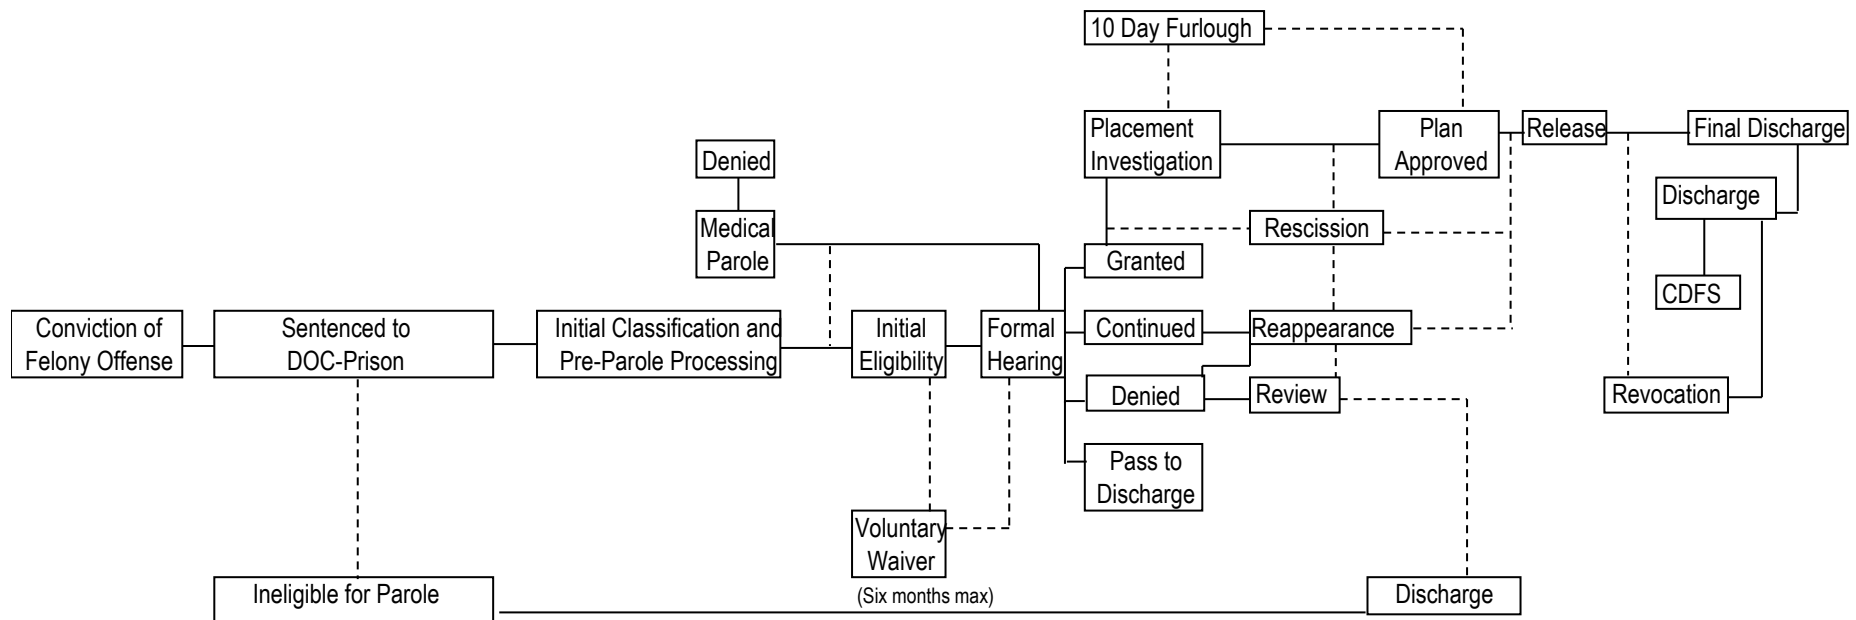 10 Day Furlough
Placement
Investigation
Plan
Approved
Release
Final Discharge
Denied
Discharge
Medical
Parole
Rescission
Granted
CDFS
Conviction of
Felony Offense
Sentenced to
DOC-Prison
Initial Classification and
Pre-Parole Processing
Initial
Eligibility
Formal
Hearing
Continued
Reappearance
Denied
Review
Revocation
Pass to
Discharge
Voluntary
Waiver
Ineligible for Parole
(Six months max)
Discharge